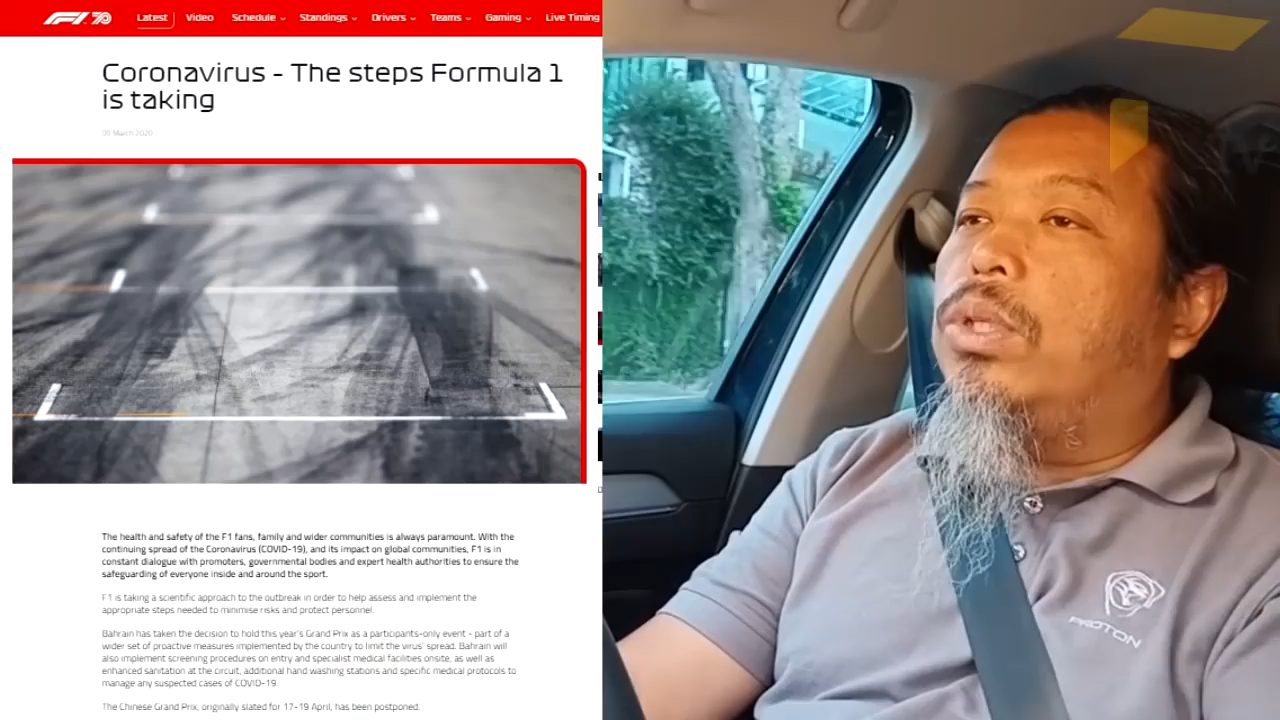 F1 70 Latest Video Schedule Standings Drivers Teams Gaming Live Timing
Coronavirus - The steps Formula 1
is taking
05 March 2020
The health and safety of the F1 fans, family and wider communities is always paramount. With the
continuing spread of the Coronavirus (COVID-19), and its impact on global communities, F1 is in
constant dialogue with promoters, governmental bodies and expert health authorities to ensure the
safeguarding of everyone inside and around the sport.
F1 is taking a scientific approach to the outbreak in order to help assess and implement the
appropriate steps needed to minimise risks and protect personnel.
Bahrain has taken the decision to hold this year's Grand Prix as a participants-only event - part of a
wider set of proactive measures implemented by the country to limit the virus' spread. Bahrain will
also implement screening procedures on entry and specialist medical facilities onsite, as well as
enhanced sanitation at the circuit, additional hand washing stations and specific medical protocols to
manage any suspected cases of COVID-19.
The Chinese Grand Prix, originally slated for 17-19 April, has been postponed.
PROTON